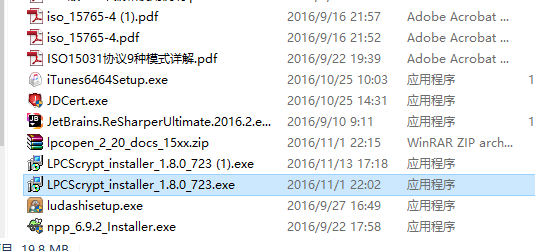 iso_15765-4 (1).pdf 2016/9/16 21:57 Adobe Acrobat
iso_15765-4.pdf 2016/9/16 21:52 Adobe Acrobat
ISO15031协议9种模式详解.pdf 2016/9/22 19:39 Adobe Acrobat
iTunes6464Setup.exe 2016/10/25 10:03 应用程序 1
JDCert.exe 2016/10/25 14:31 应用程序
JetBrains.ReSharperUltimate.2016.2.e... 2016/9/10 9:11 应用程序
lpcopen_2_20_docs_15xx.zip 2016/11/1 22:15 WinRAR ZIP arch...
LPCScrypt_installer_1.8.0_723 (1).exe 2016/11/13 17:18 应用程序
LPCScrypt_installer_1.8.0_723.exe 2016/11/1 22:02 应用程序
ludashisetup.exe 2016/9/27 16:49 应用程序
npp_6.9.2_Installer.exe 2016/9/22 17:58 应用程序
19.8 MB